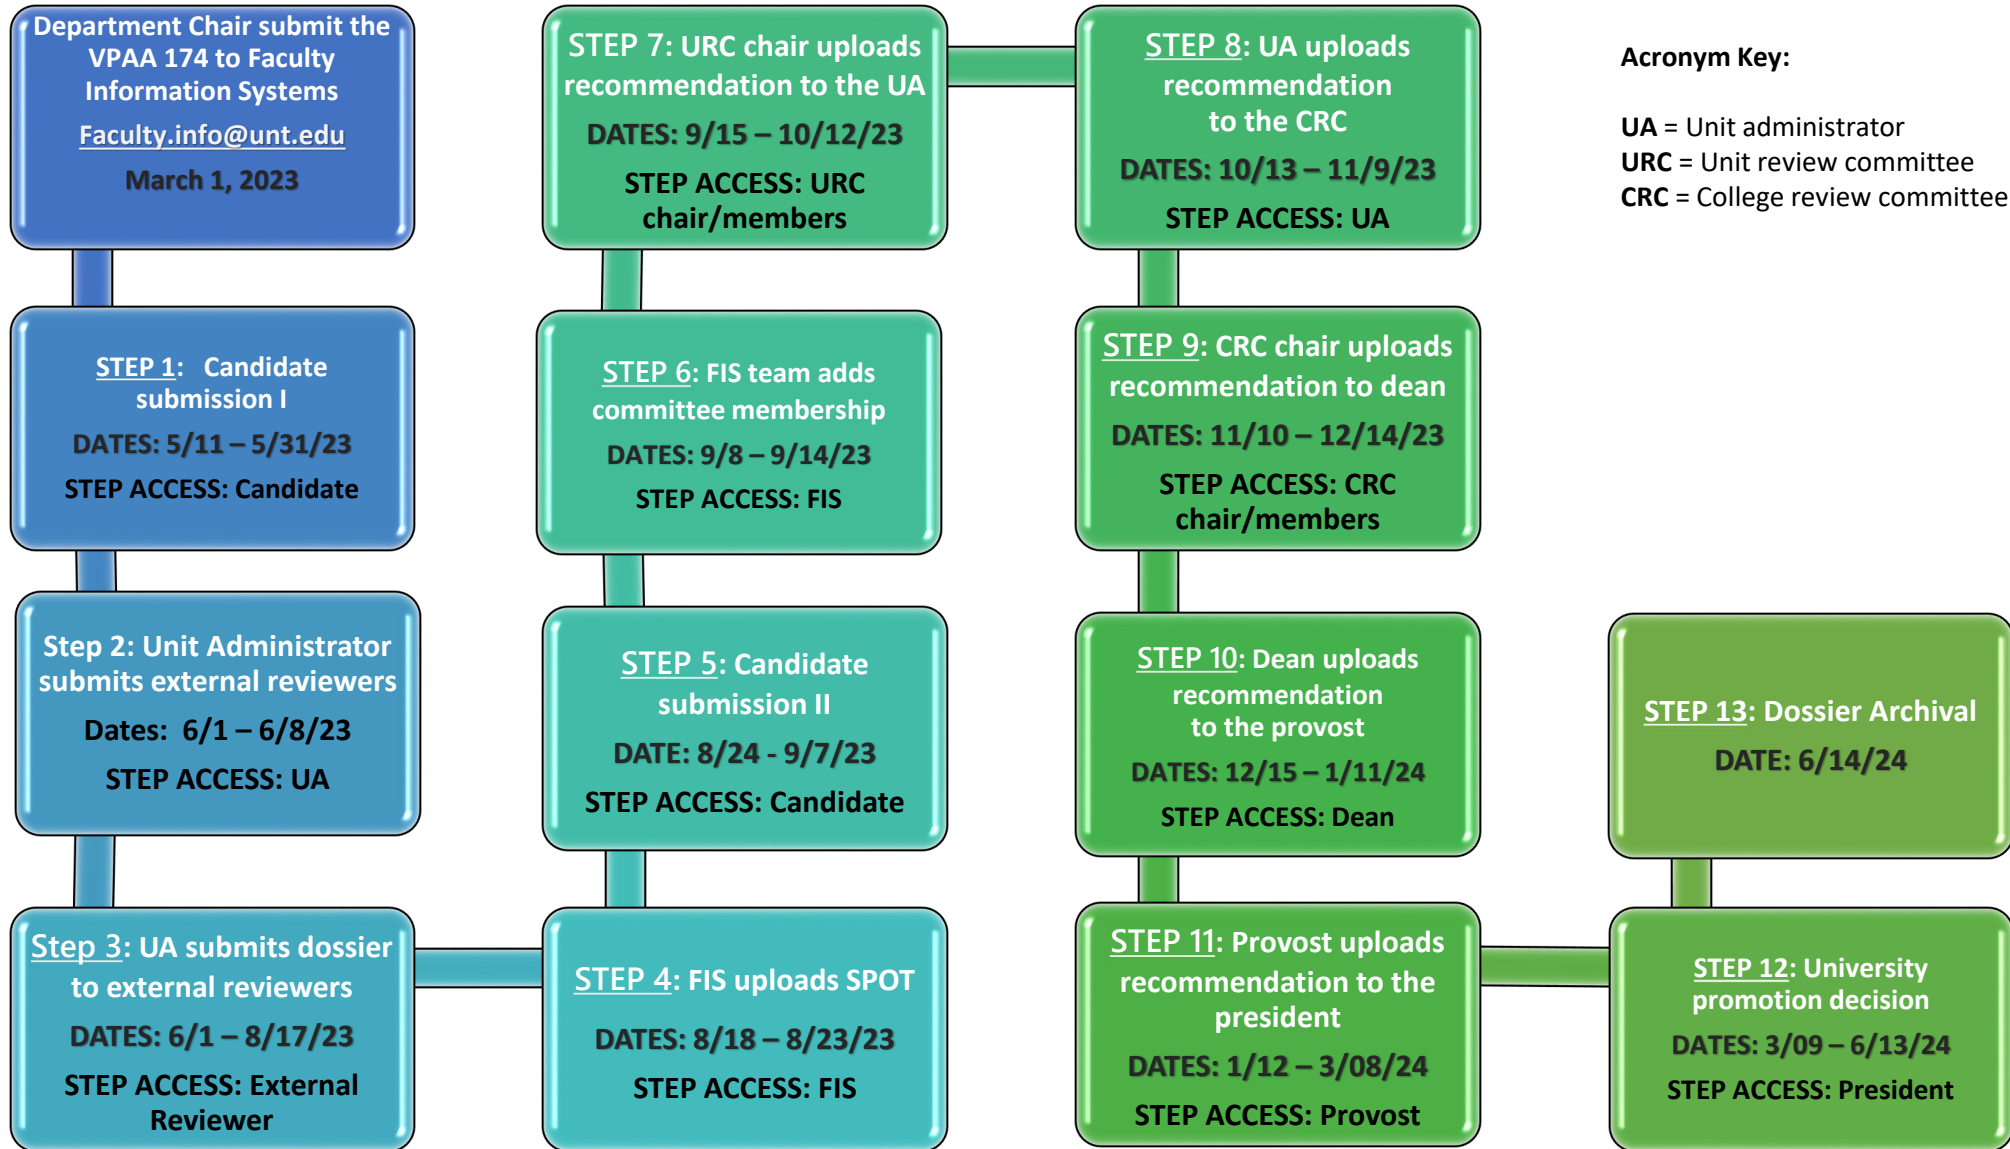 Department Chair submit the
VPAA 174 to Faculty
Information Systems
Faculty.info@unt.edu
March 1, 2023
STEP 1:   Candidate
submission I
DATES: 5/11 – 5/31/23
STEP ACCESS: Candidate
Step 2: Unit Administrator
submits external reviewers
Dates:  6/1 – 6/8/23
STEP ACCESS: UA
Step 3: UA submits dossier
to external reviewers
DATES: 6/1 – 8/17/23
STEP ACCESS: External
Reviewer
STEP 4: FIS uploads SPOT
DATES: 8/18 – 8/23/23
STEP ACCESS: FIS
STEP 5: Candidate
submission II
DATE: 8/24 - 9/7/23
STEP ACCESS: Candidate
STEP 6: FIS team adds
committee membership
DATES: 9/8 – 9/14/23
STEP ACCESS: FIS
STEP 7: URC chair uploads
recommendation to the UA
DATES: 9/15 – 10/12/23
STEP ACCESS: URC
chair/members
STEP 8: UA uploads
recommendation
to the CRC
DATES: 10/13 – 11/9/23
STEP ACCESS: UA
STEP 9: CRC chair uploads
recommendation to dean
DATES: 11/10 – 12/14/23
STEP ACCESS: CRC
chair/members
STEP 10: Dean uploads
recommendation
to the provost
DATES: 12/15 – 1/11/24
STEP ACCESS: Dean
STEP 11: Provost uploads
recommendation to the
president
DATES: 1/12 – 3/08/24
STEP ACCESS: Provost
STEP 12: University
promotion decision
DATES: 3/09 – 6/13/24
STEP ACCESS: President
STEP 13: Dossier Archival
DATE: 6/14/24
Acronym Key:
UA = Unit administrator
URC = Unit review committee
CRC = College review committee